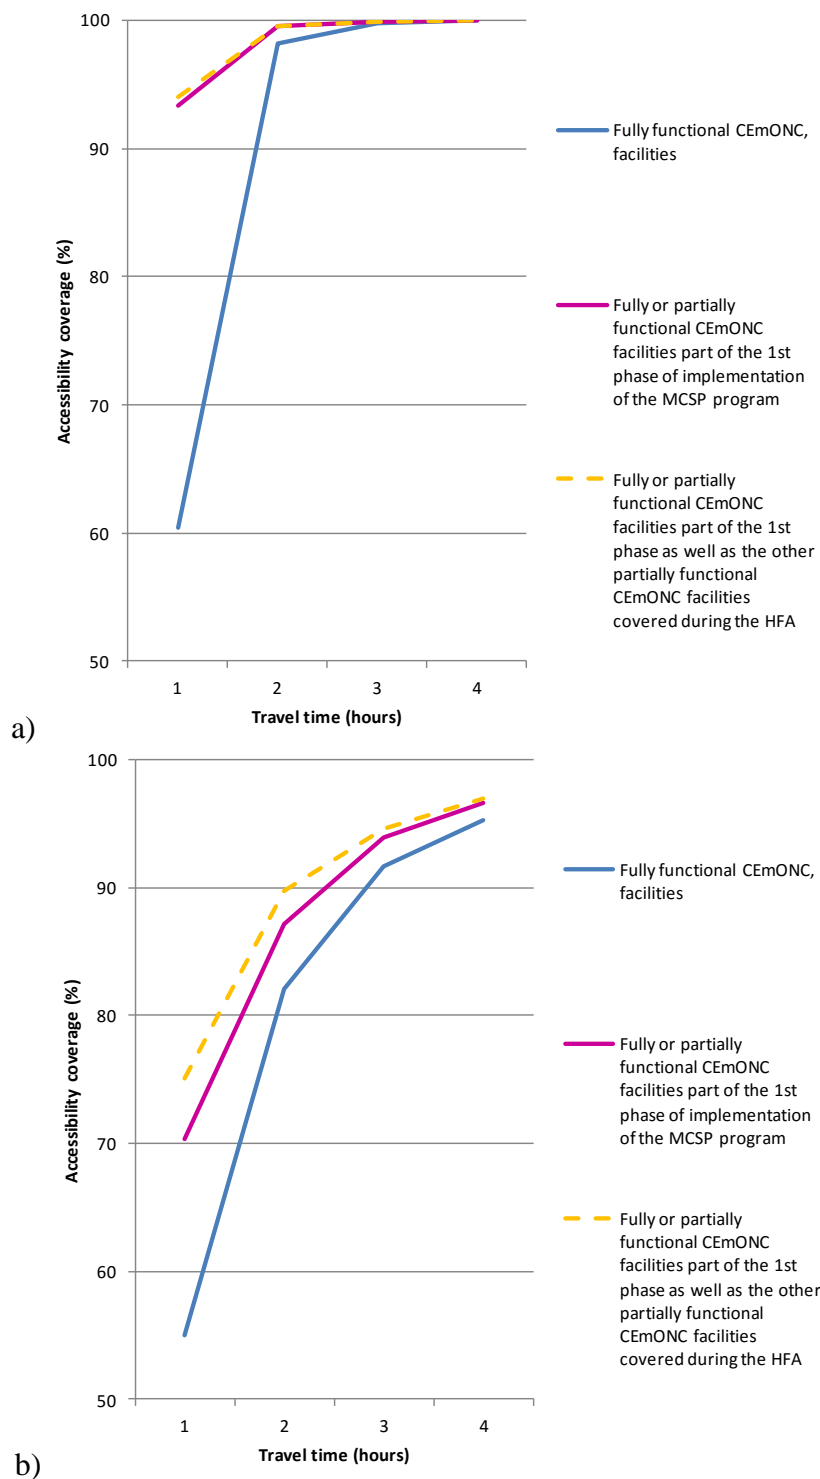 100
90
80
70
60
50
Accessibility coverage (%)
1 2 3 4
Travel time (hours)
Fully functional CEmONC,
facilities
Fully or partially
functional CEmONC
facilities part of the 1st
phase of implementation
of the MCSP program
Fully or partially
functional CEmONC
facilities part of the 1st
phase as well as the other
partially functional
CEmONC facilities
covered during the HFA
a)
100
90
80
70
60
50
Accessibility coverage (%)
1 2 3 4
Travel time (hours)
Fully functional CEmONC,
facilities
Fully or partially
functional CEmONC
facilities part of the 1st
phase of implementation
of the MCSP program
Fully or partially
functional CEmONC
facilities part of the 1st
phase as well as the other
partially functional
CEmONC facilities
covered during the HFA
b)